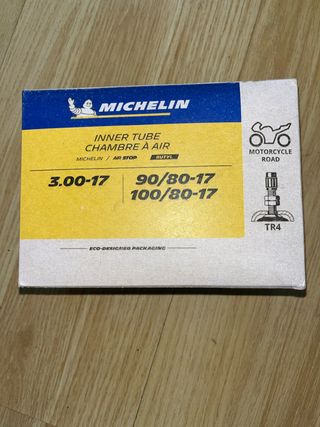 MICHELIN
INNER TUBE
CHAMBRE À AIR
MICHELIN / AIR STOP BUTYL
3.00-17
90/80-17
100/80-17
ECO-DESIGNED PACKAGING
MOTORCYCLE
ROAD
TR4